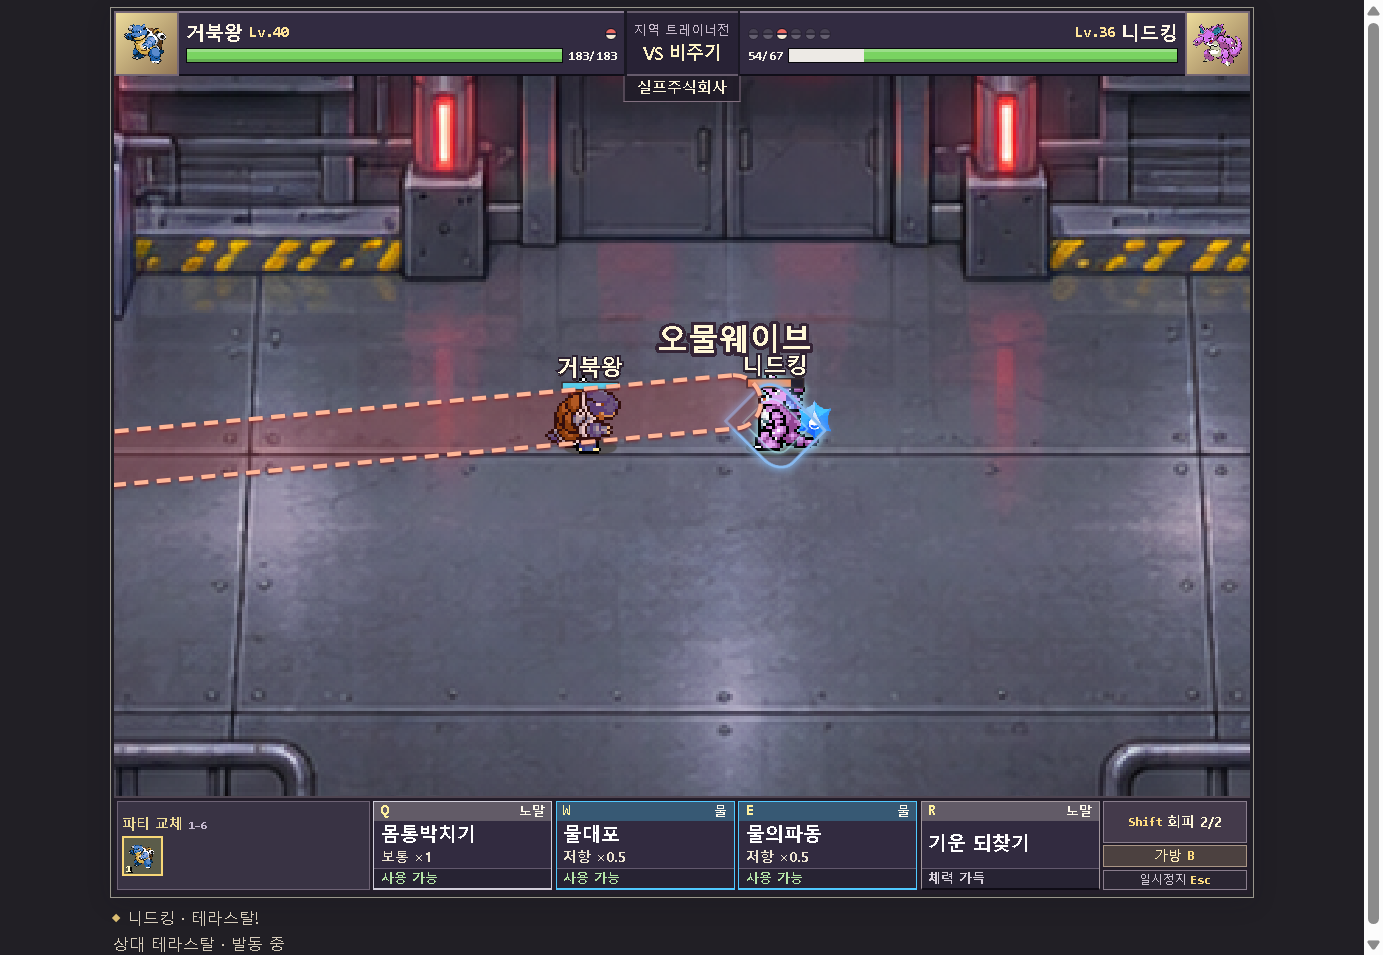 거북왕 Lv.40
183/183
지역 트레이너전
VS 비주기
실프주식회사
Lv.36 니드킹
54/67
오물웨이브
거북왕
니드킹
파티 교체 1-6
1
Q 노말
몸통박치기
보통 ×1
사용 가능
W 물
물대포
저항 ×0.5
사용 가능
E 물
물의파동
저항 ×0.5
사용 가능
R 노말
기운 되찾기
체력 가득
Shift 회피 2/2
가방 B
일시정지 Esc
◆ 니드킹 · 테라스탈!
상대 테라스탈 · 발동 중